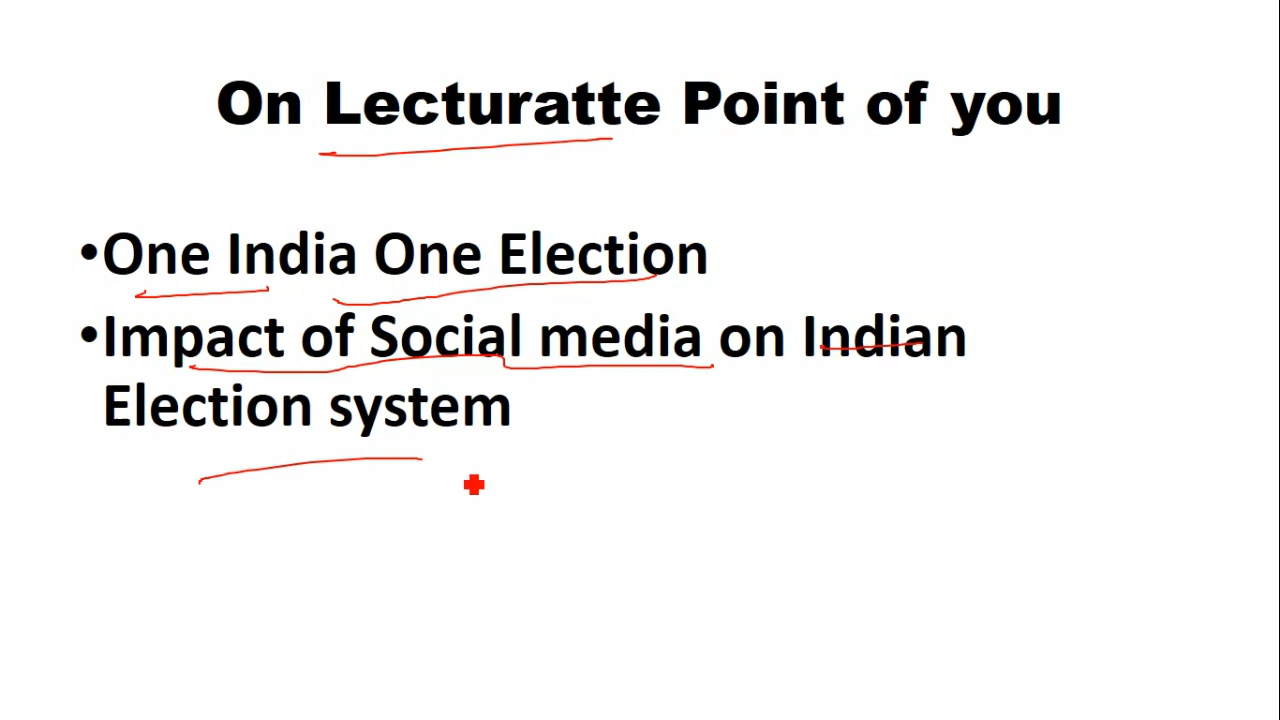 On Lecturatte Point of you
•One India One Election
•Impact of Social media on Indian
Election system